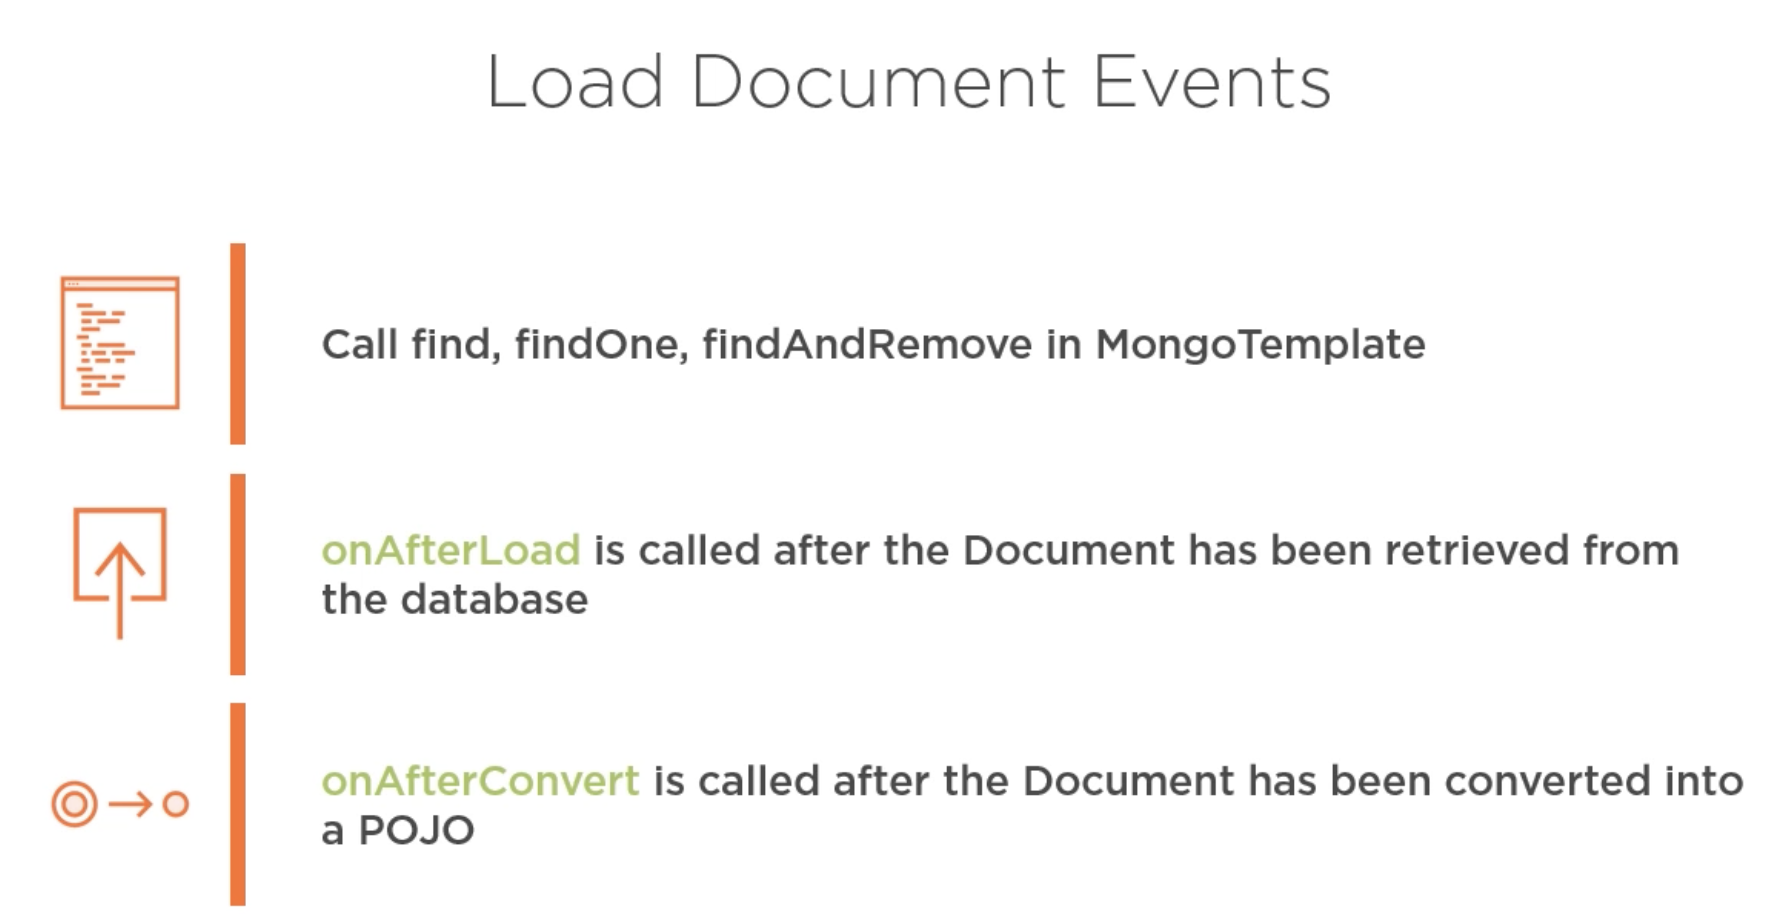 Load Document Events
Call find, findOne, findAndRemove in MongoTemplate
onAfterLoad is called after the Document has been retrieved from
the database
onAfterConvert is called after the Document has been converted into
a POJO